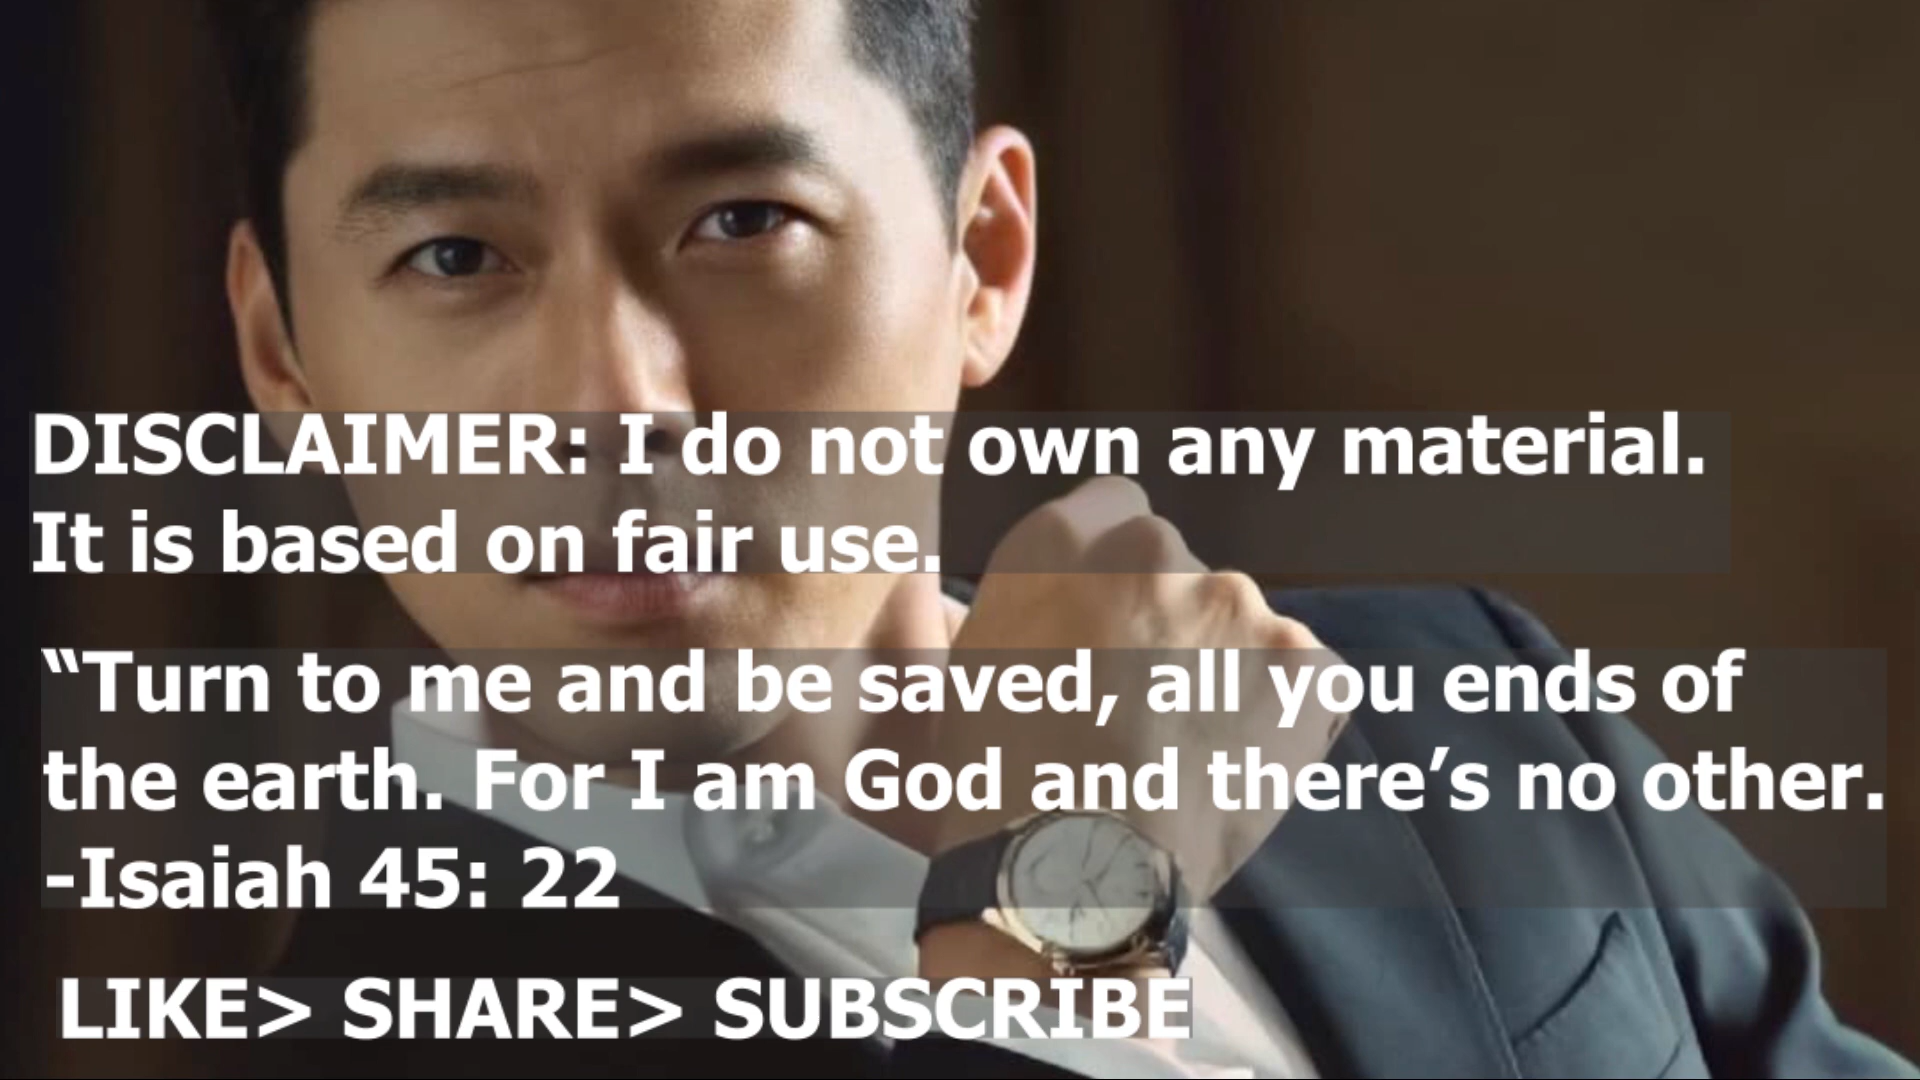 DISCLAIMER: I do not own any material.
It is based on fair use.
“Turn to me and be saved, all you ends of
the earth. For I am God and there’s no other.
-Isaiah 45: 22
LIKE> SHARE> SUBSCRIBE